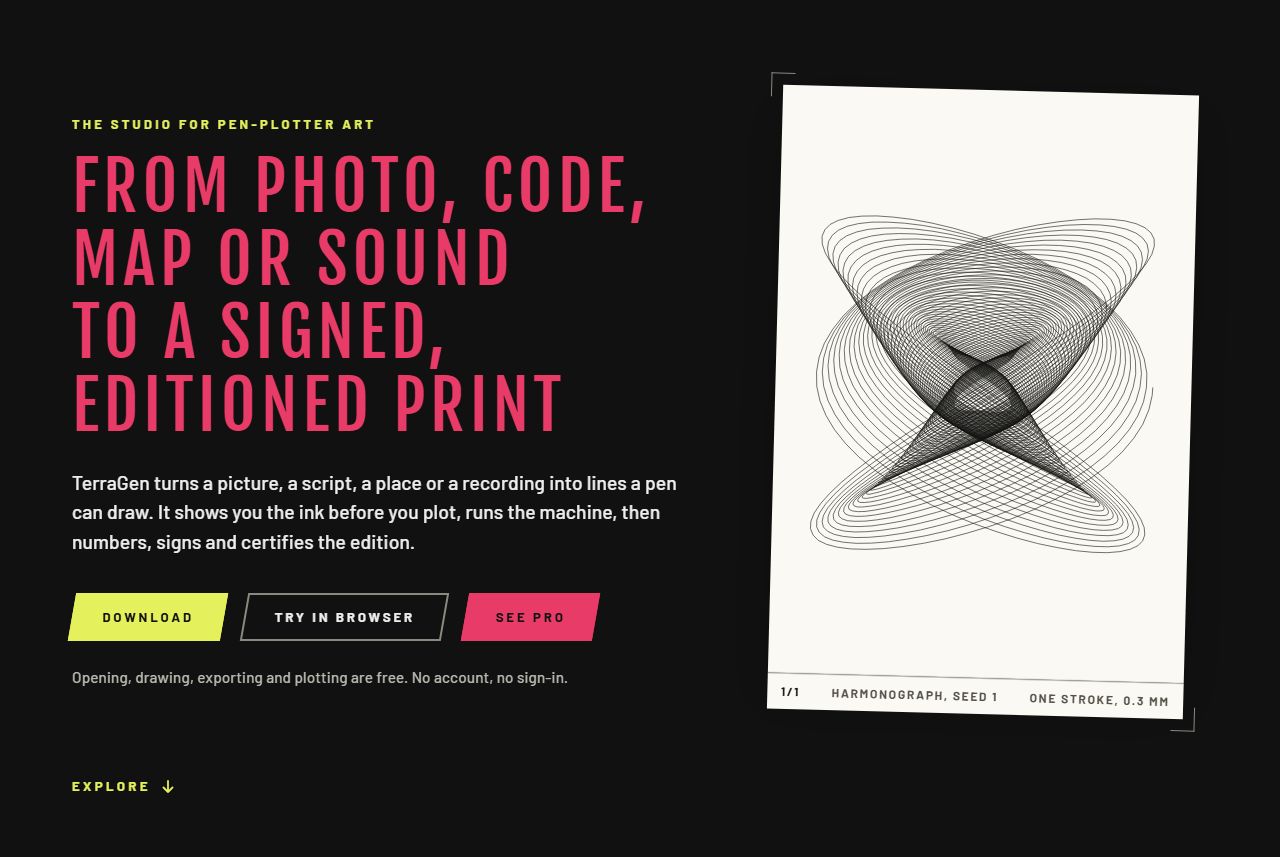 THE STUDIO FOR PEN-PLOTTER ART
FROM PHOTO, CODE,
MAP OR SOUND
TO A SIGNED,
EDITIONED PRINT
TerraGen turns a picture, a script, a place or a recording into lines a pen
can draw. It shows you the ink before you plot, runs the machine, then
numbers, signs and certifies the edition.
DOWNLOAD
TRY IN BROWSER
SEE PRO
Opening, drawing, exporting and plotting are free. No account, no sign-in.
EXPLORE ↓
1/1
HARMONOGRAPH, SEED 1
ONE STROKE, 0.3 MM